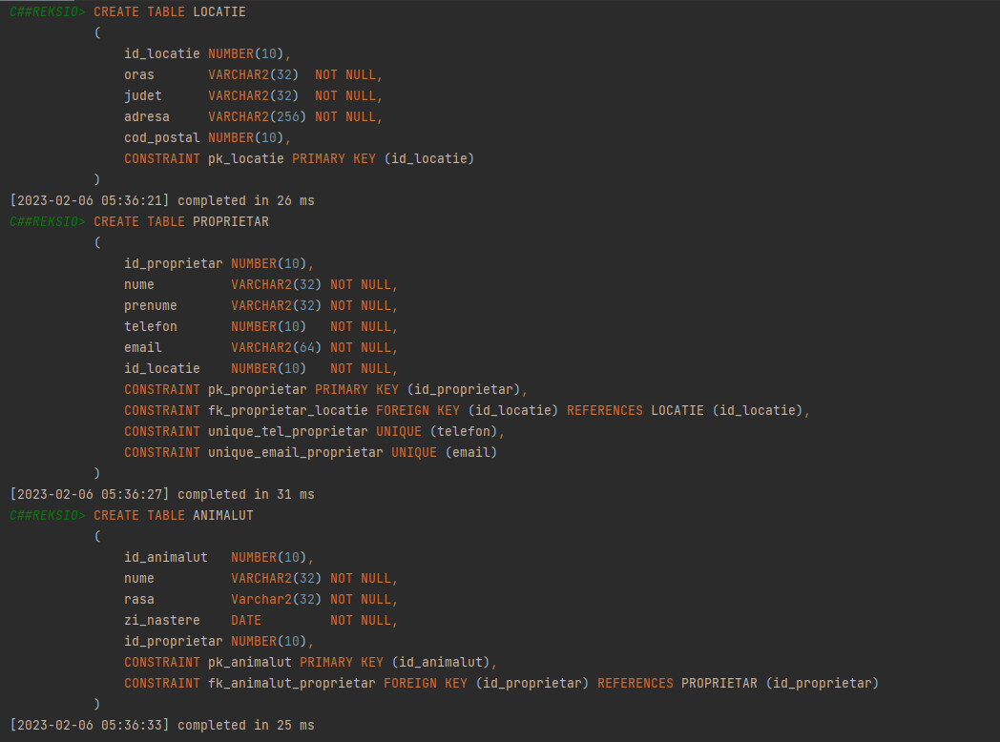 C##REKSIO> CREATE TABLE LOCATIE
(
id_locatie NUMBER(10),
oras VARCHAR2(32) NOT NULL,
judet VARCHAR2(32) NOT NULL,
adresa VARCHAR2(256) NOT NULL,
cod_postal NUMBER(10),
CONSTRAINT pk_locatie PRIMARY KEY (id_locatie)
)
[2023-02-06 05:36:21] completed in 26 ms
C##REKSIO> CREATE TABLE PROPRIETAR
(
id_proprietar NUMBER(10),
nume VARCHAR2(32) NOT NULL,
prenume VARCHAR2(32) NOT NULL,
telefon NUMBER(10) NOT NULL,
email VARCHAR2(64) NOT NULL,
id_locatie NUMBER(10) NOT NULL,
CONSTRAINT pk_proprietar PRIMARY KEY (id_proprietar),
CONSTRAINT fk_proprietar_locatie FOREIGN KEY (id_locatie) REFERENCES LOCATIE (id_locatie),
CONSTRAINT unique_tel_proprietar UNIQUE (telefon),
CONSTRAINT unique_email_proprietar UNIQUE (email)
)
[2023-02-06 05:36:27] completed in 31 ms
C##REKSIO> CREATE TABLE ANIMALUT
(
id_animalut NUMBER(10),
nume VARCHAR2(32) NOT NULL,
rasa Varchar2(32) NOT NULL,
zi_nastere DATE NOT NULL,
id_proprietar NUMBER(10),
CONSTRAINT pk_animalut PRIMARY KEY (id_animalut),
CONSTRAINT fk_animalut_proprietar FOREIGN KEY (id_proprietar) REFERENCES PROPRIETAR (id_proprietar)
)
[2023-02-06 05:36:33] completed in 25 ms